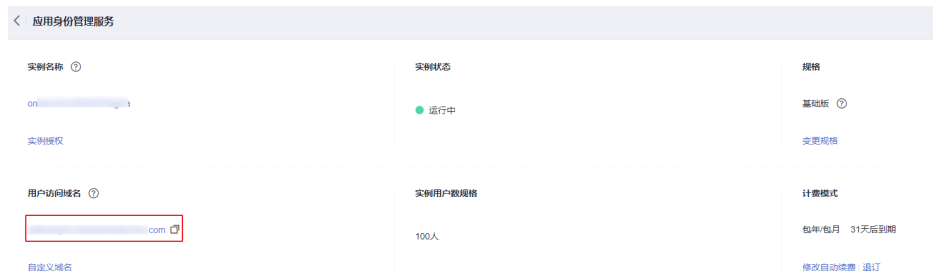 应用身份管理服务
实例名称
实例状态
规格
on
a
运行中
基础版
实例授权
变更规格
用户访问域名
实例用户数规格
计费模式
com
100人
包年/包月 31天后到期
自定义域名
修改自动续费 退订